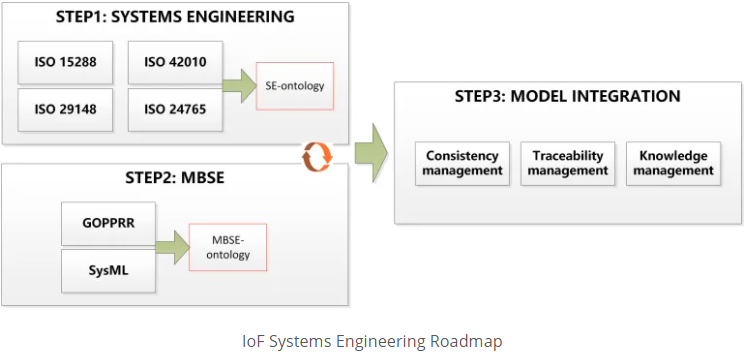 STEP1: SYSTEMS ENGINEERING
ISO 15288
ISO 42010
ISO 29148
ISO 24765
SE-ontology
STEP2: MBSE
GOPPRR
SysML
MBSE-
ontology
STEP3: MODEL INTEGRATION
Consistency
management
Traceability
management
Knowledge
management
IoF Systems Engineering Roadmap